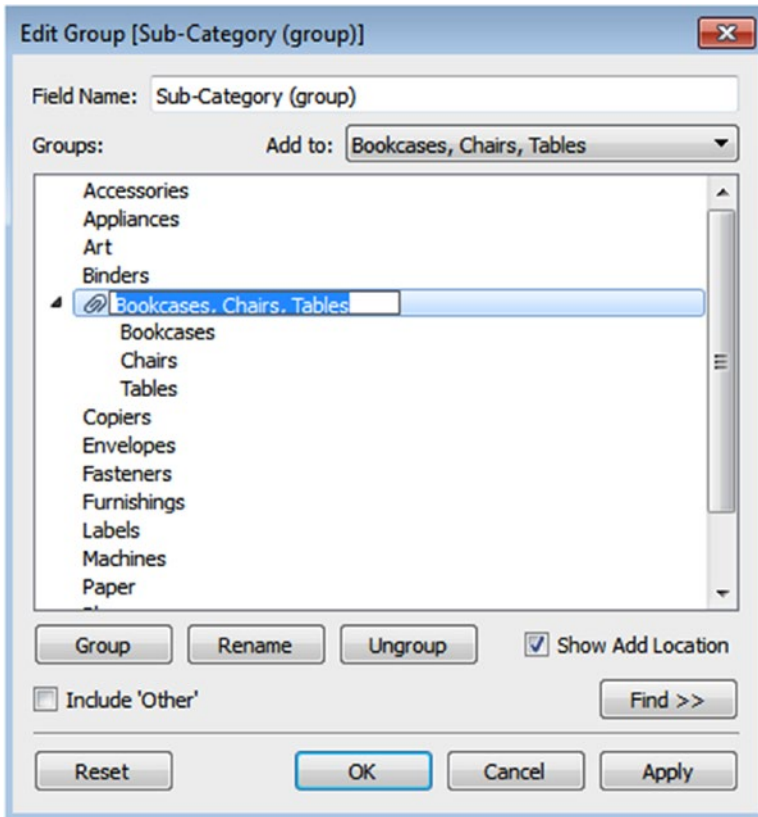 Edit Group [Sub-Category (group)]
Field Name: Sub-Category (group)
Groups: Add to: Bookcases, Chairs, Tables
Accessories
Appliances
Art
Binders
Bookcases, Chairs, Tables
Bookcases
Chairs
Tables
Copiers
Envelopes
Fasteners
Furnishings
Labels
Machines
Paper
Group Rename Ungroup Show Add Location
Include 'Other' Find >>
Reset OK Cancel Apply